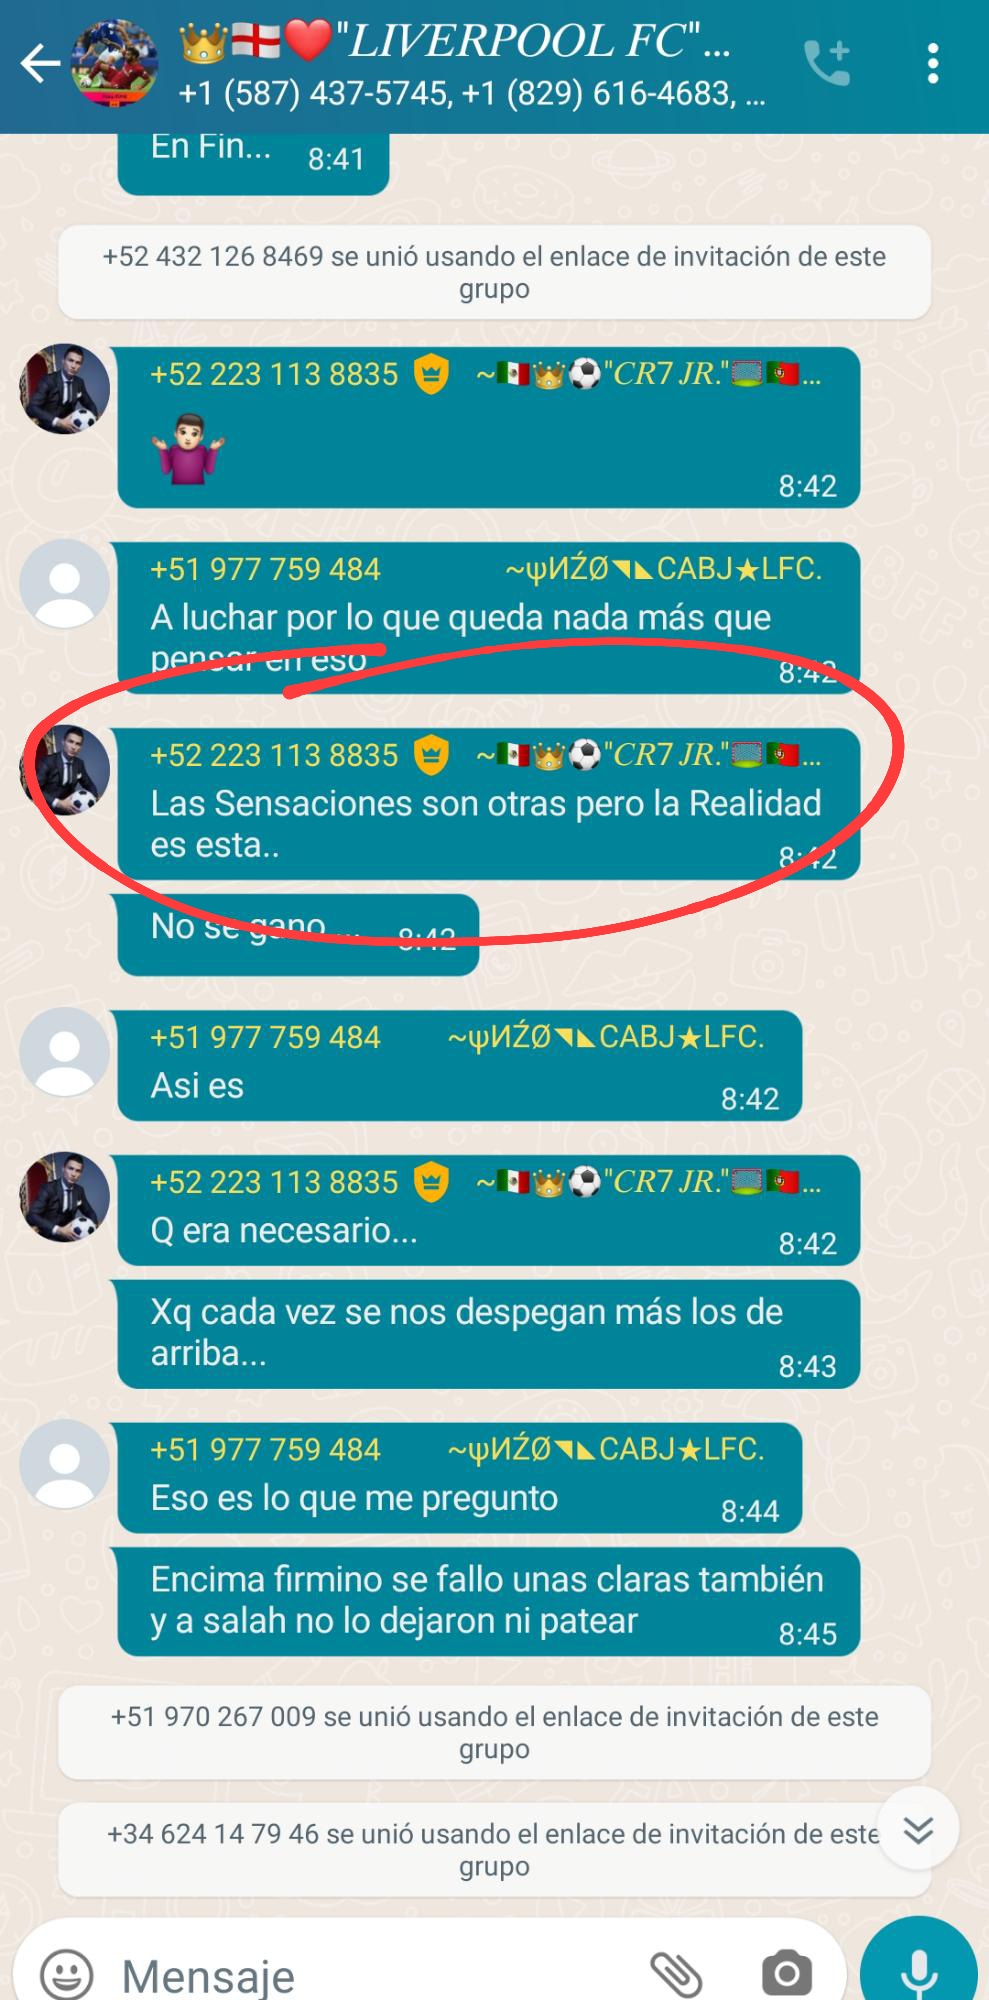 "LIVERPOOL FC"...
+1 (587) 437-5745, +1 (829) 616-4683, ...
En Fin... 8:41
+52 432 126 8469 se unió usando el enlace de invitación de este
grupo
+52 223 113 8835 ~🇲🇽👑⚽"CR7 JR."🥅🇵🇹...
8:42
+51 977 759 484 ~ψИŹØ◥◣CABJ★LFC.
A luchar por lo que queda nada más que
pensar en eso 8:42
+52 223 113 8835 ~🇲🇽👑⚽"CR7 JR."🥅🇵🇹...
Las Sensaciones son otras pero la Realidad
es esta.. 8:42
No se gano.... 8:42
+51 977 759 484 ~ψИŹØ◥◣CABJ★LFC.
Asi es 8:42
+52 223 113 8835 ~🇲🇽👑⚽"CR7 JR."🥅🇵🇹...
Q era necesario... 8:42
Xq cada vez se nos despegan más los de
arriba... 8:43
+51 977 759 484 ~ψИŹØ◥◣CABJ★LFC.
Eso es lo que me pregunto 8:44
Encima firmino se fallo unas claras también
y a salah no lo dejaron ni patear 8:45
+51 970 267 009 se unió usando el enlace de invitación de este
grupo
+34 624 14 79 46 se unió usando el enlace de invitación de este
grupo
Mensaje